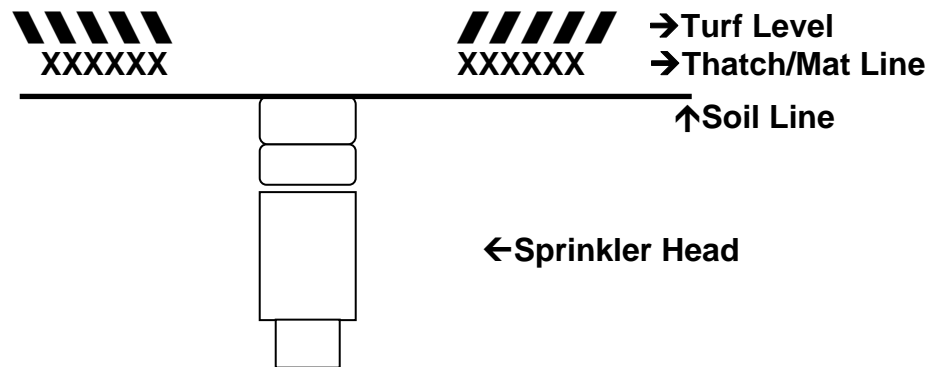 →Turf Level
XXXXXX XXXXXX →Thatch/Mat Line
↑Soil Line
←Sprinkler Head